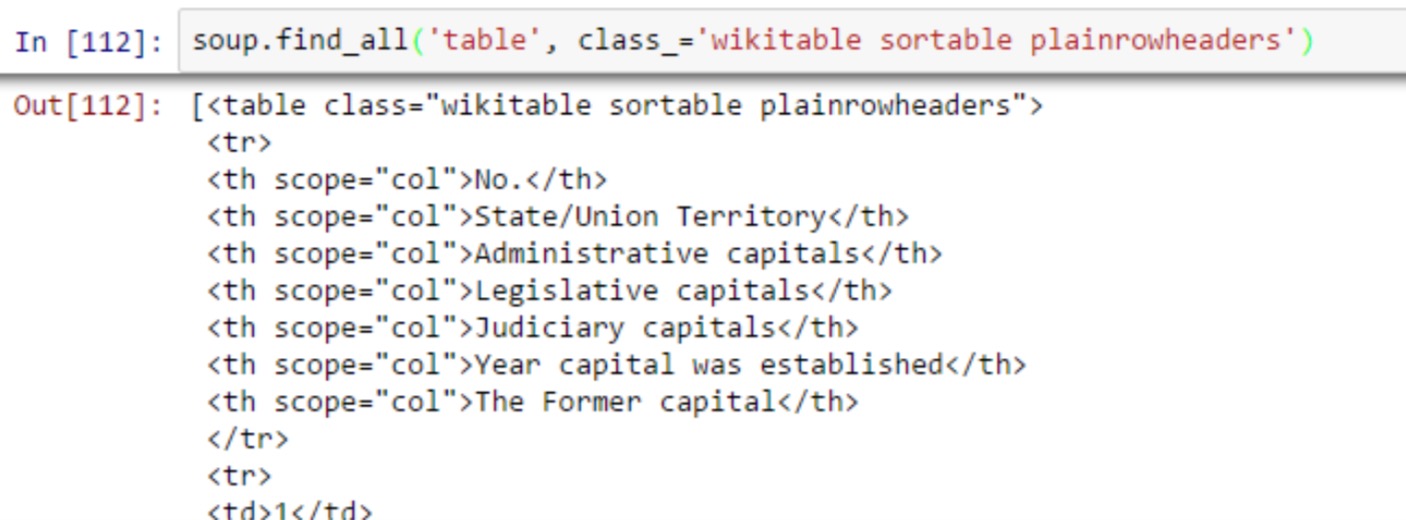 In [112]: soup.find_all('table', class_='wikitable sortable plainrowheaders')
Out[112]: [<table class="wikitable sortable plainrowheaders">
<tr>
<th scope="col">No.</th>
<th scope="col">State/Union Territory</th>
<th scope="col">Administrative capitals</th>
<th scope="col">Legislative capitals</th>
<th scope="col">Judiciary capitals</th>
<th scope="col">Year capital was established</th>
<th scope="col">The Former capital</th>
</tr>
<tr>
<td>1</td>